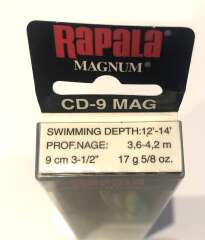 RAPALA
MAGNUM®
CD-9 MAG
SWIMMING DEPTH:12'-14'
PROF.NAGE: 3,6-4,2 m
9 cm 3-1/2" 17 g 5/8 oz.